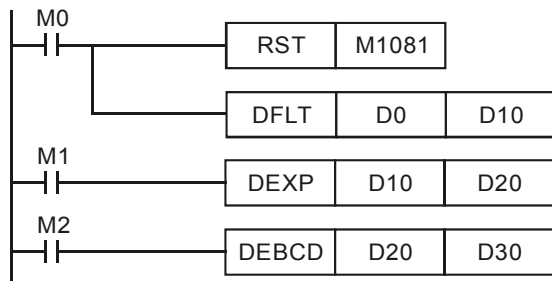 M0
RST M1081
DFLT D0 D10
M1
DEXP D10 D20
M2
DEBCD D20 D30